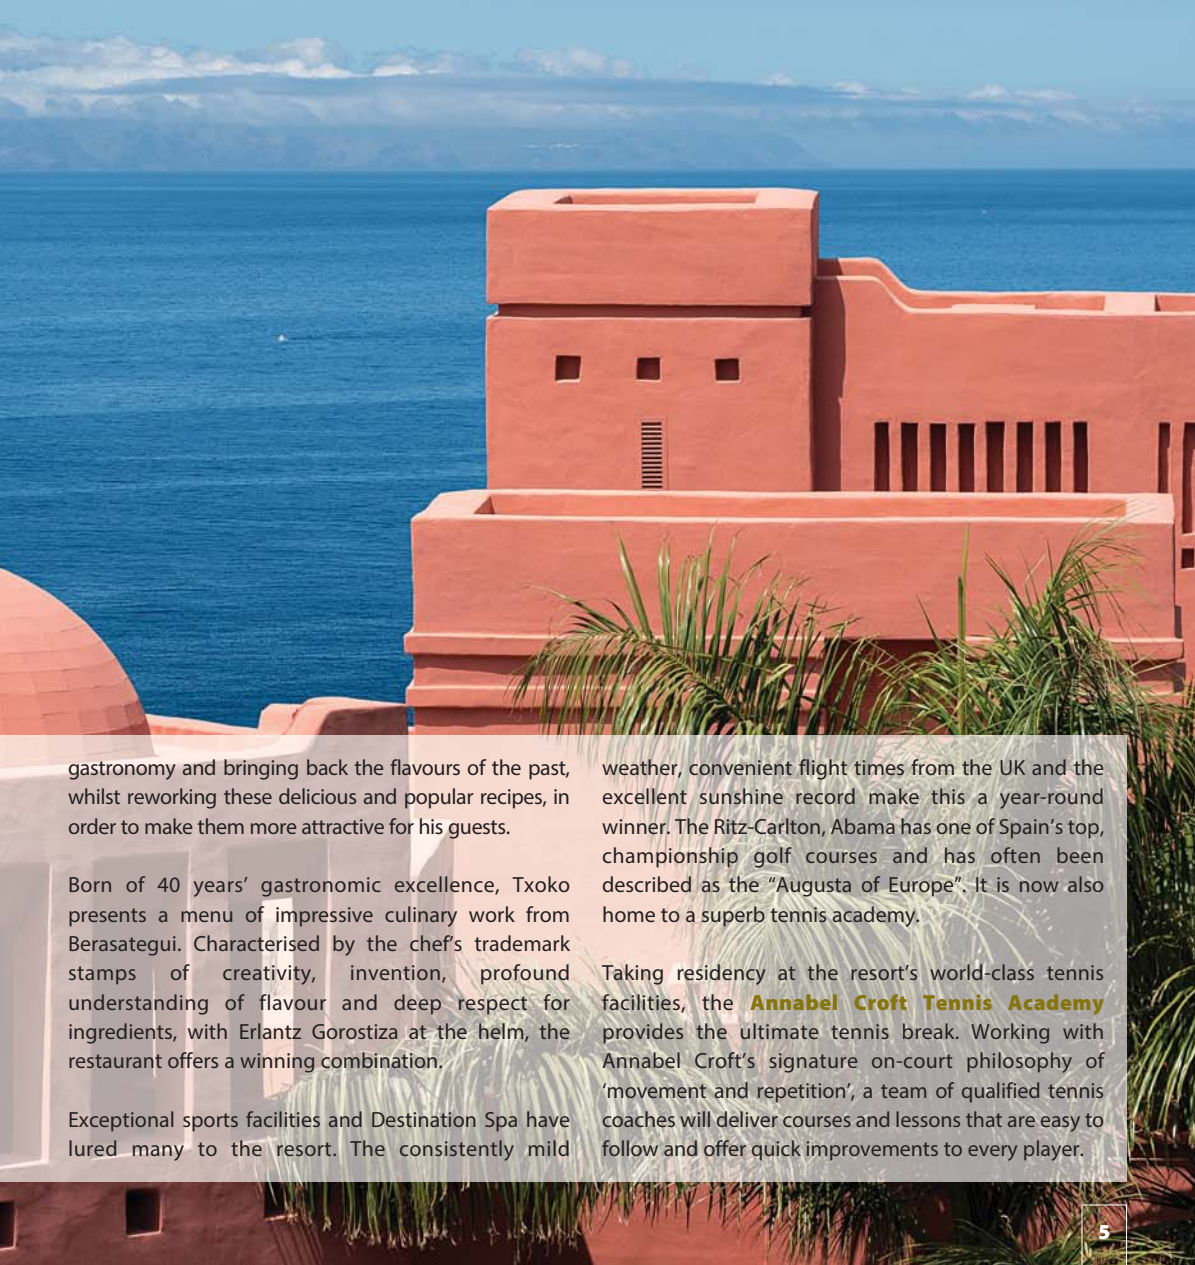 gastronomy and bringing back the flavours of the past,
whilst reworking these delicious and popular recipes, in
order to make them more attractive for his guests.
Born of 40 years’ gastronomic excellence, Txoko
presents a menu of impressive culinary work from
Berasategui. Characterised by the chef’s trademark
stamps of creativity, invention, profound
understanding of flavour and deep respect for
ingredients, with Erlantz Gorostiza at the helm, the
restaurant offers a winning combination.
Exceptional sports facilities and Destination Spa have
lured many to the resort. The consistently mild
weather, convenient flight times from the UK and the
excellent sunshine record make this a year-round
winner. The Ritz-Carlton, Abama has one of Spain’s top,
championship golf courses and has often been
described as the “Augusta of Europe”. It is now also
home to a superb tennis academy.
Taking residency at the resort’s world-class tennis
facilities, the Annabel Croft Tennis Academy
provides the ultimate tennis break. Working with
Annabel Croft’s signature on-court philosophy of
‘movement and repetition’, a team of qualified tennis
coaches will deliver courses and lessons that are easy to
follow and offer quick improvements to every player.
5